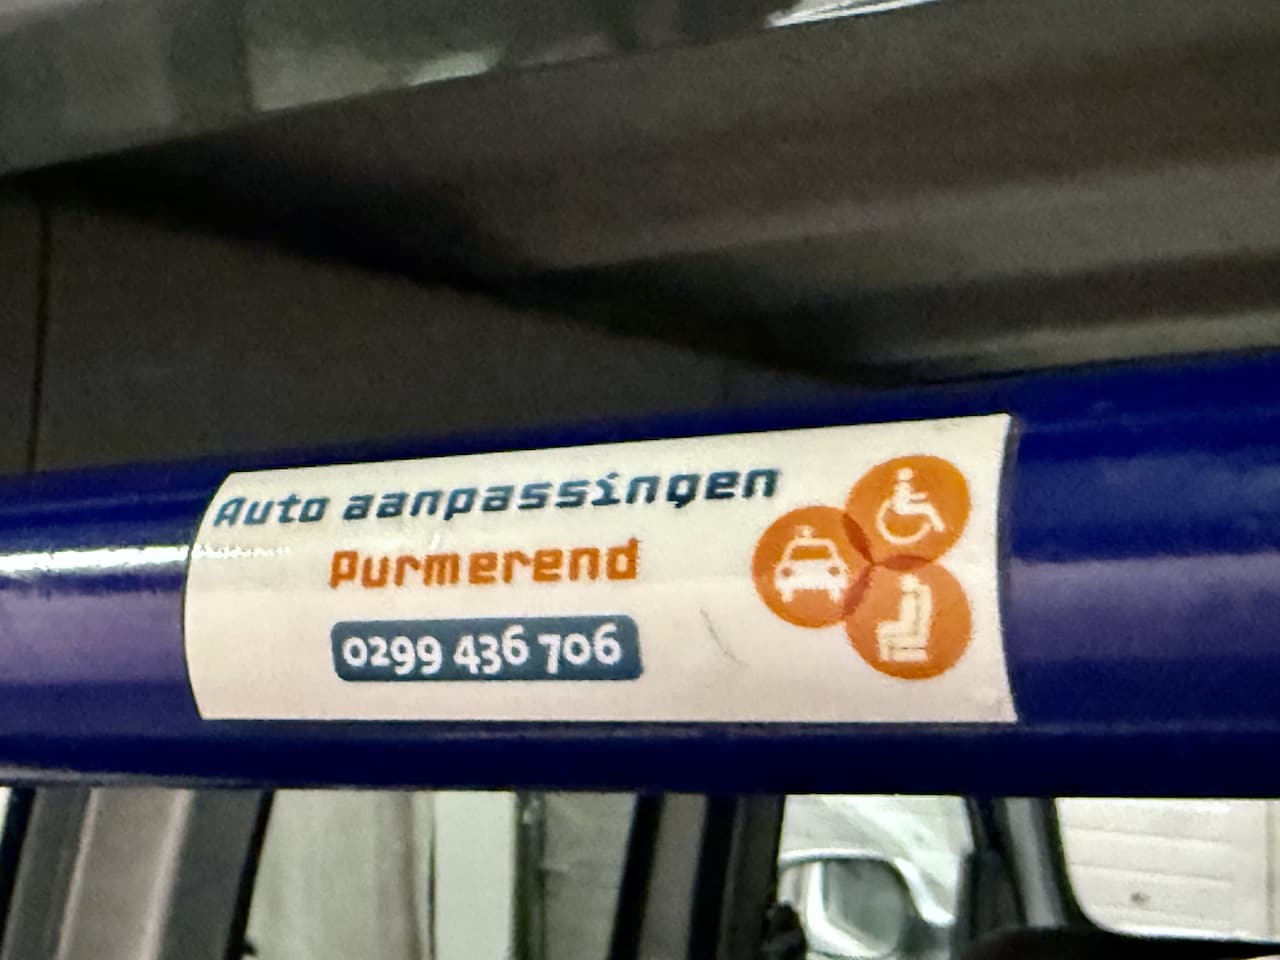 Auto aanpassingen
Purmerend
0299 436 706